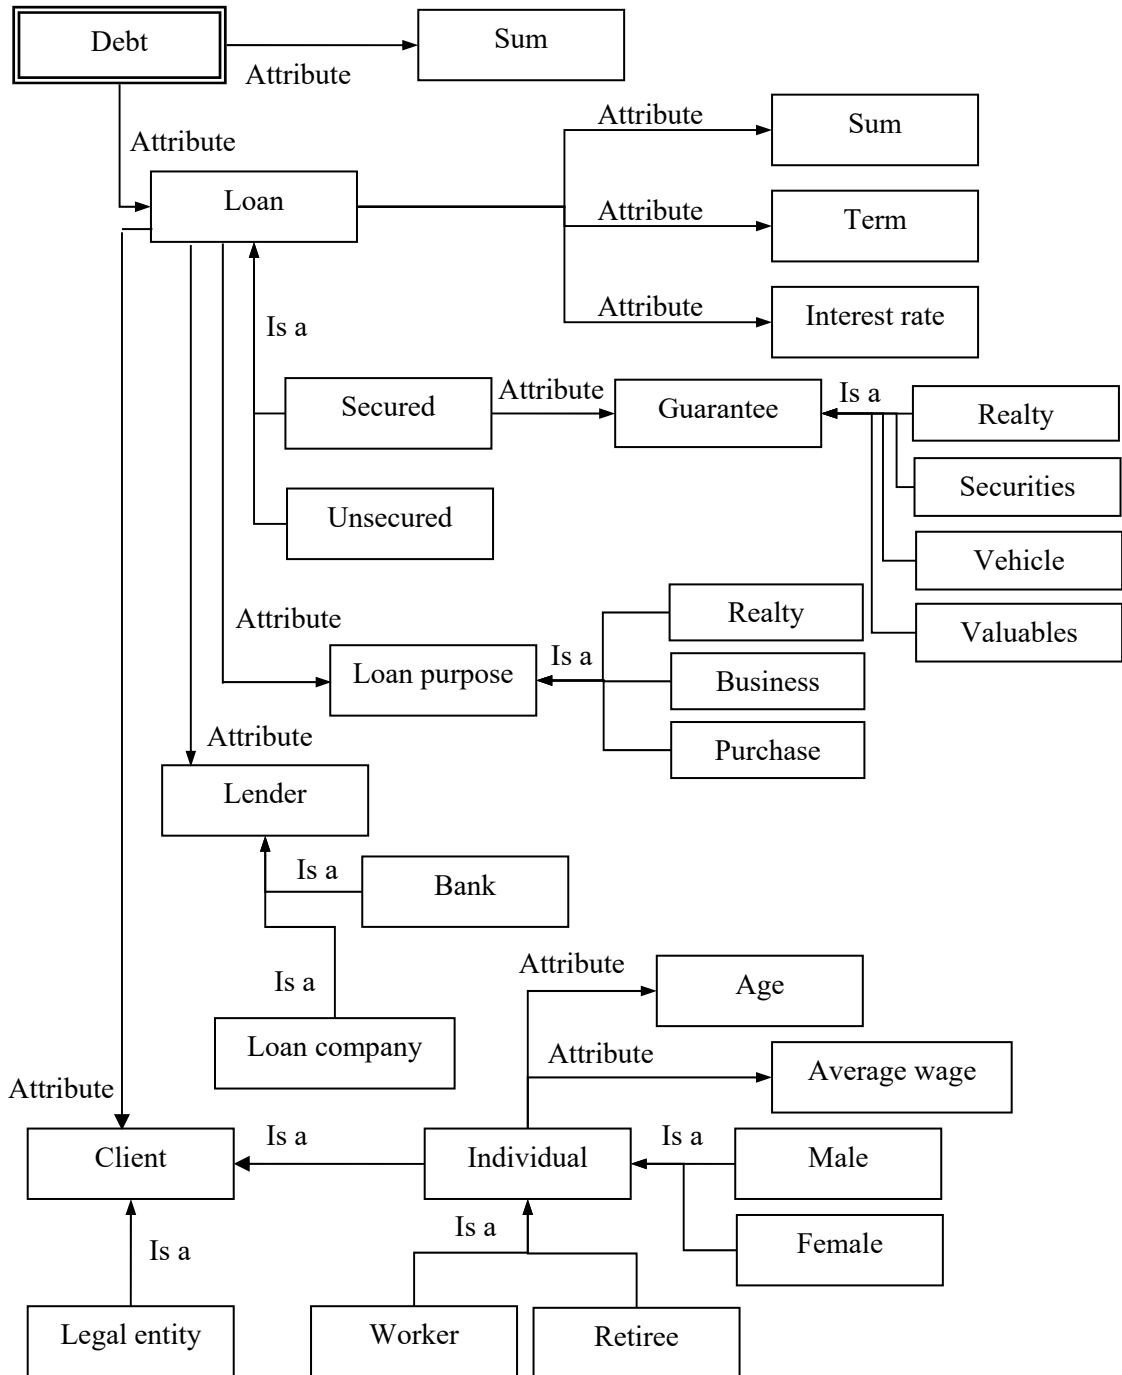 Debt
Sum
Attribute
Attribute
Sum
Attribute
Loan
Attribute
Term
Attribute
Interest rate
Is a
Secured
Attribute
Guarantee
Is a
Realty
Securities
Unsecured
Vehicle
Realty
Valuables
Attribute
Loan purpose
Is a
Business
Purchase
Attribute
Lender
Is a
Bank
Is a
Attribute
Age
Loan company
Attribute
Average wage
Attribute
Client
Is a
Individual
Is a
Male
Is a
Is a
Female
Legal entity
Worker
Retiree